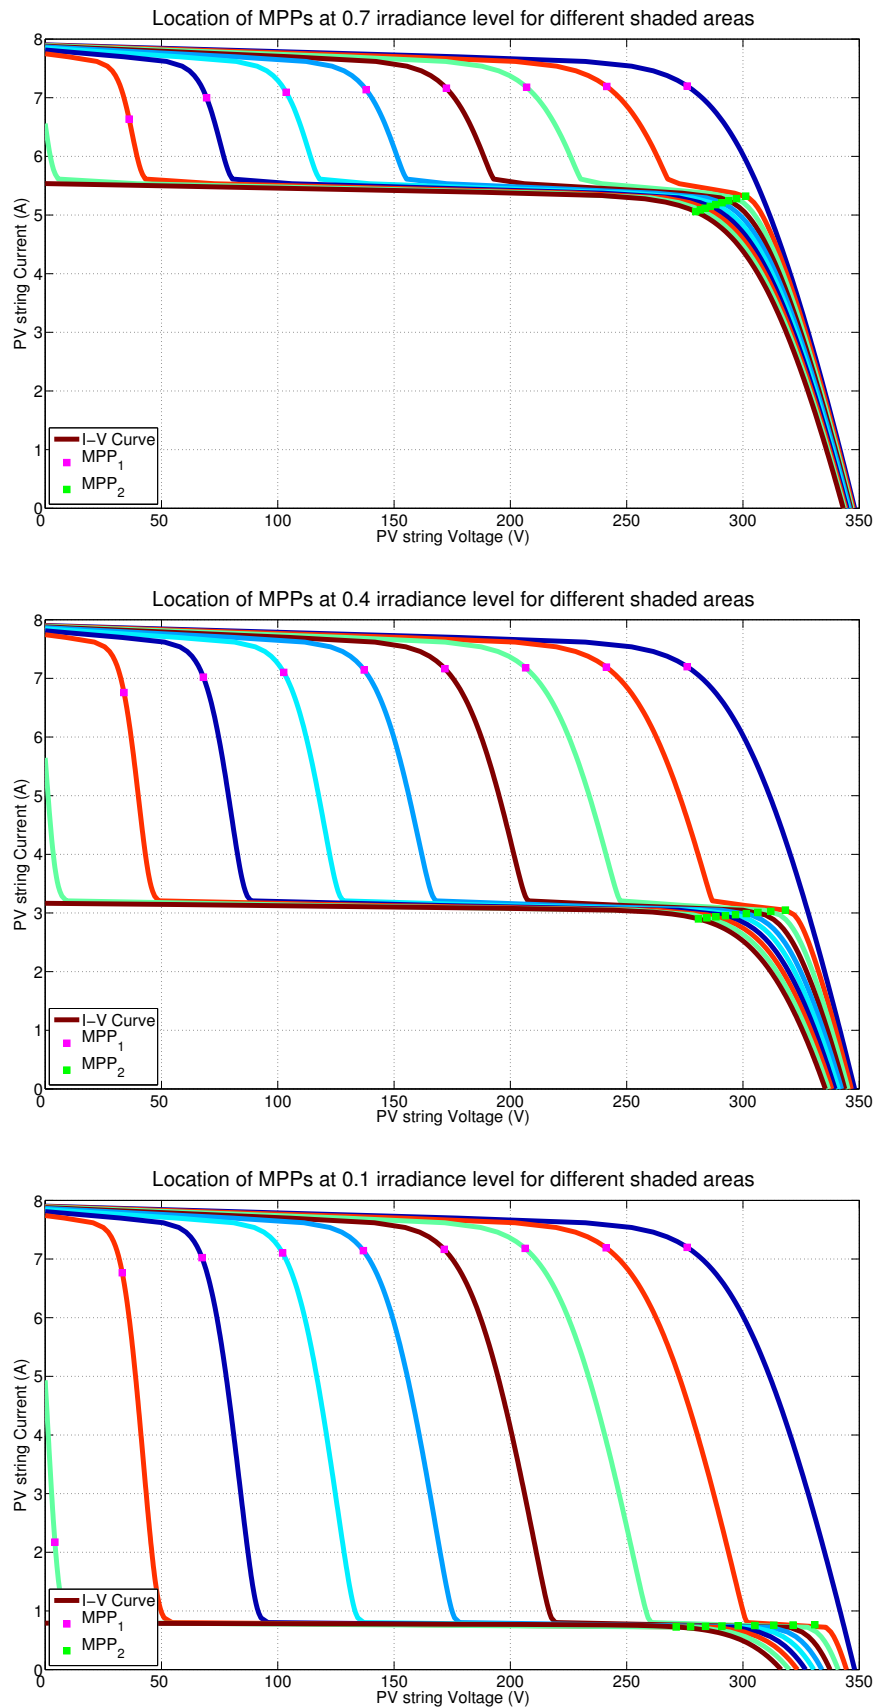 Location of MPPs at 0.7 irradiance level for different shaded areas
8
7
6
5
4
3
2
1
0
PV string Current (A)
I−V Curve
MPP1
MPP2
0 50 100 150 200 250 300 350
PV string Voltage (V)
Location of MPPs at 0.4 irradiance level for different shaded areas
8
7
6
5
4
3
2
1
0
PV string Current (A)
I−V Curve
MPP1
MPP2
0 50 100 150 200 250 300 350
PV string Voltage (V)
Location of MPPs at 0.1 irradiance level for different shaded areas
8
7
6
5
4
3
2
1
0
PV string Current (A)
I−V Curve
MPP1
MPP2
0 50 100 150 200 250 300 350
PV string Voltage (V)